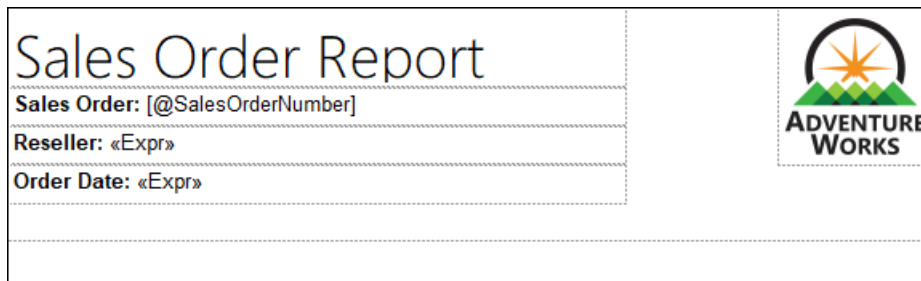 Sales Order Report
Sales Order: [@SalesOrderNumber]
Reseller: «Expr»
Order Date: «Expr»
ADVENTURE
WORKS